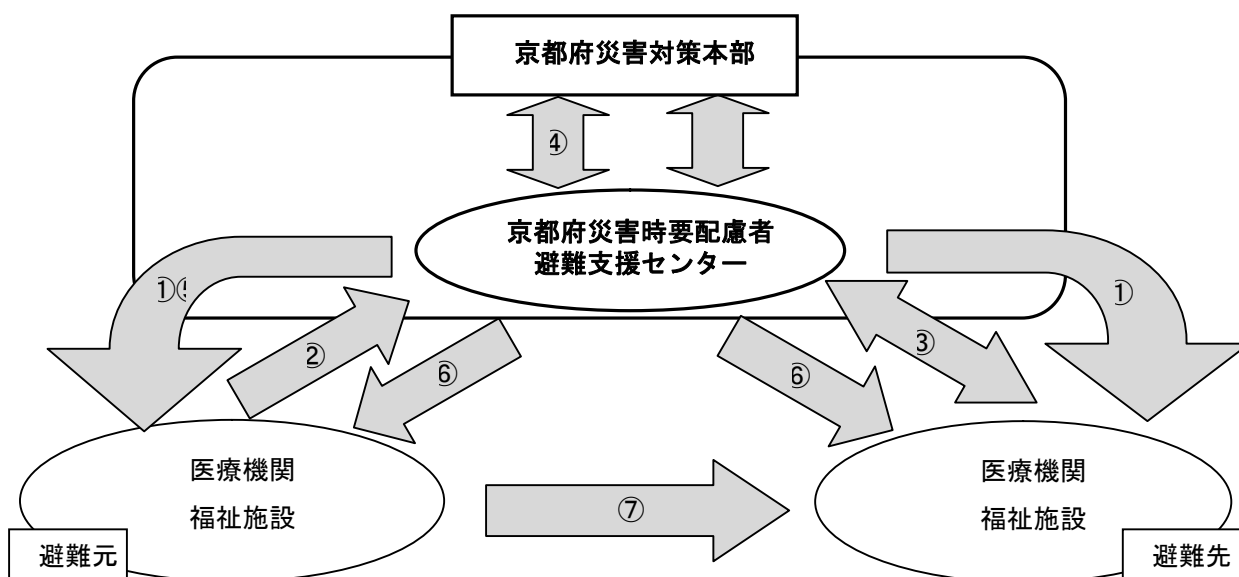 京都府災害対策本部
④
京都府災害時要配慮者
避難支援センター
①
①
②
⑥
⑥
③
医療機関
福祉施設
⑦
医療機関
福祉施設
避難元
避難先